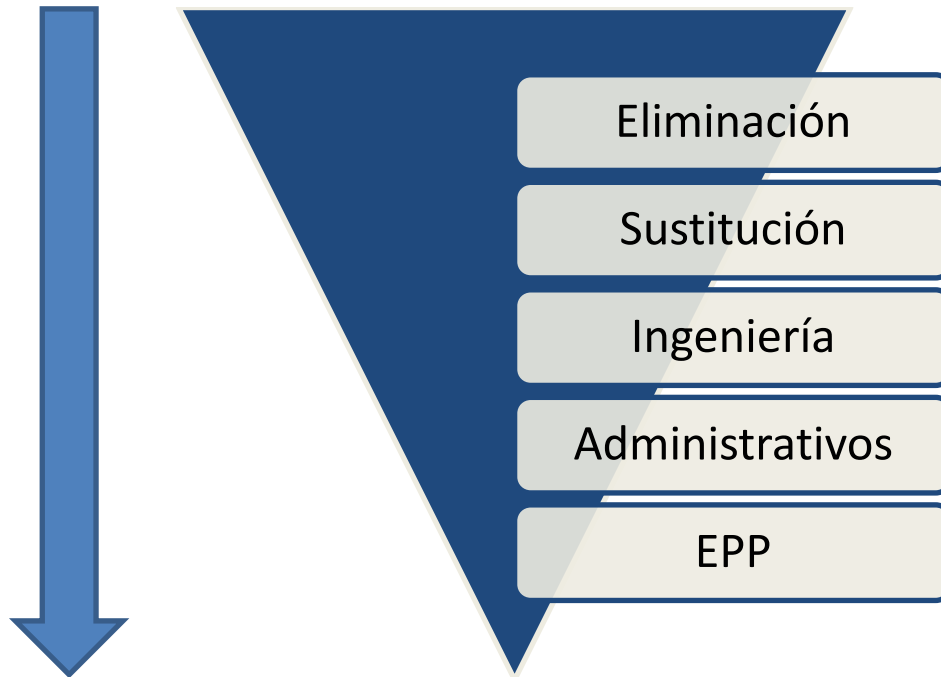 Eliminación
Sustitución
Ingeniería
Administrativos
EPP